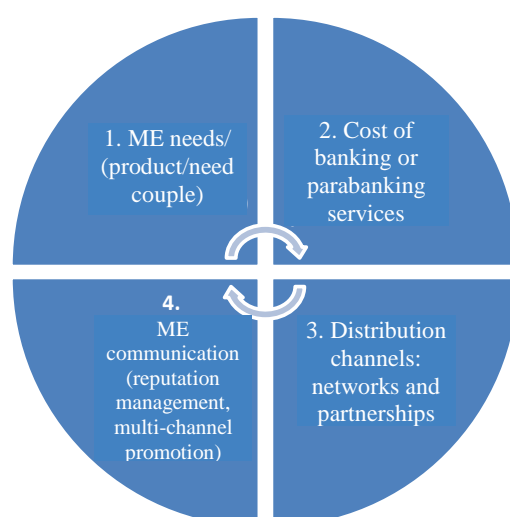 1. ME needs/
(product/need
couple)
2. Cost of
banking or
parabanking
services
4.
ME
communication
(reputation
management,
multi-channel
promotion)
3. Distribution
channels:
networks and
partnerships